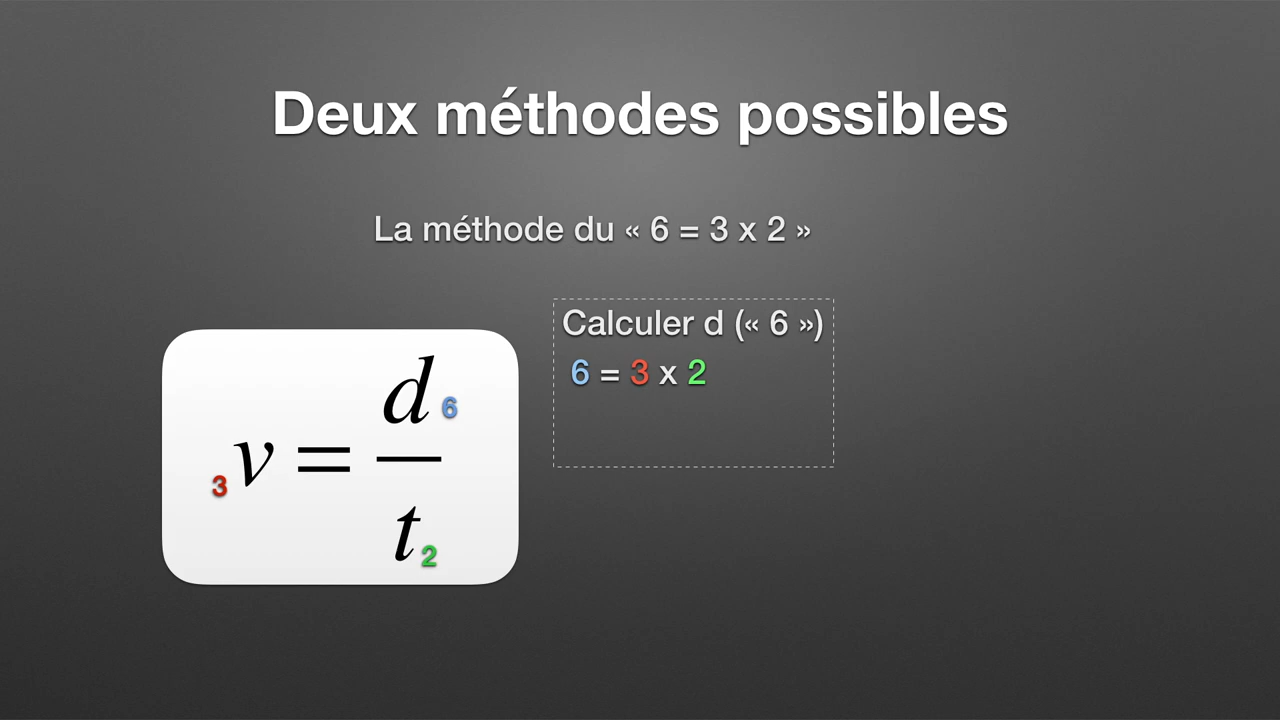 Deux méthodes possibles
La méthode du « 6 = 3 x 2 »
Calculer d (« 6 »)
6 = 3 x 2
d 6
3 v =
t 2